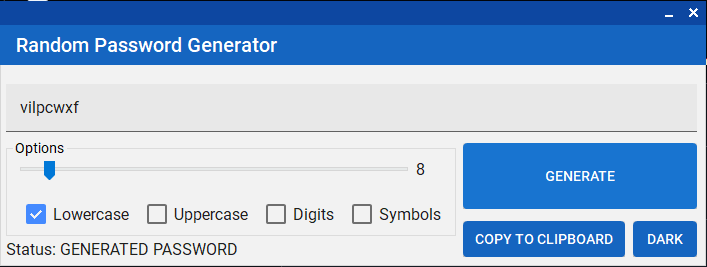 Random Password Generator
vilpcwxf
Options
8
GENERATE
Lowercase Uppercase Digits Symbols
COPY TO CLIPBOARD DARK
Status: GENERATED PASSWORD